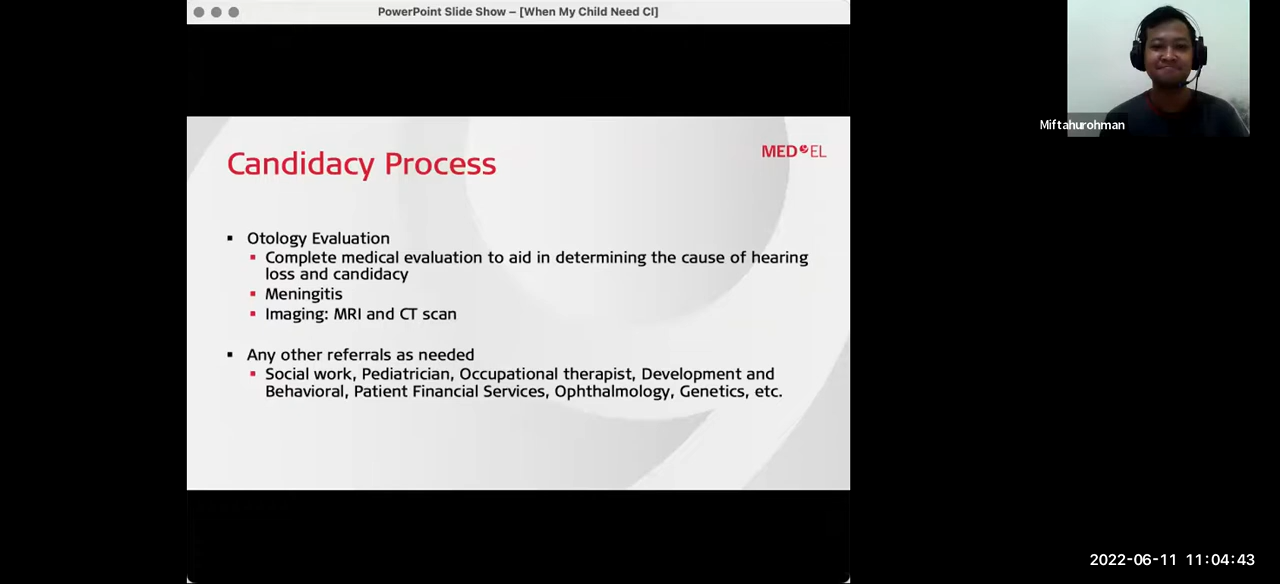 PowerPoint Slide Show – [When My Child Need CI]
Miftahurohman
Candidacy Process
MED EL
▪ Otology Evaluation
▪ Complete medical evaluation to aid in determining the cause of hearing
loss and candidacy
▪ Meningitis
▪ Imaging: MRI and CT scan
▪ Any other referrals as needed
▪ Social work, Pediatrician, Occupational therapist, Development and
Behavioral, Patient Financial Services, Ophthalmology, Genetics, etc.
2022-06-11 11:04:43